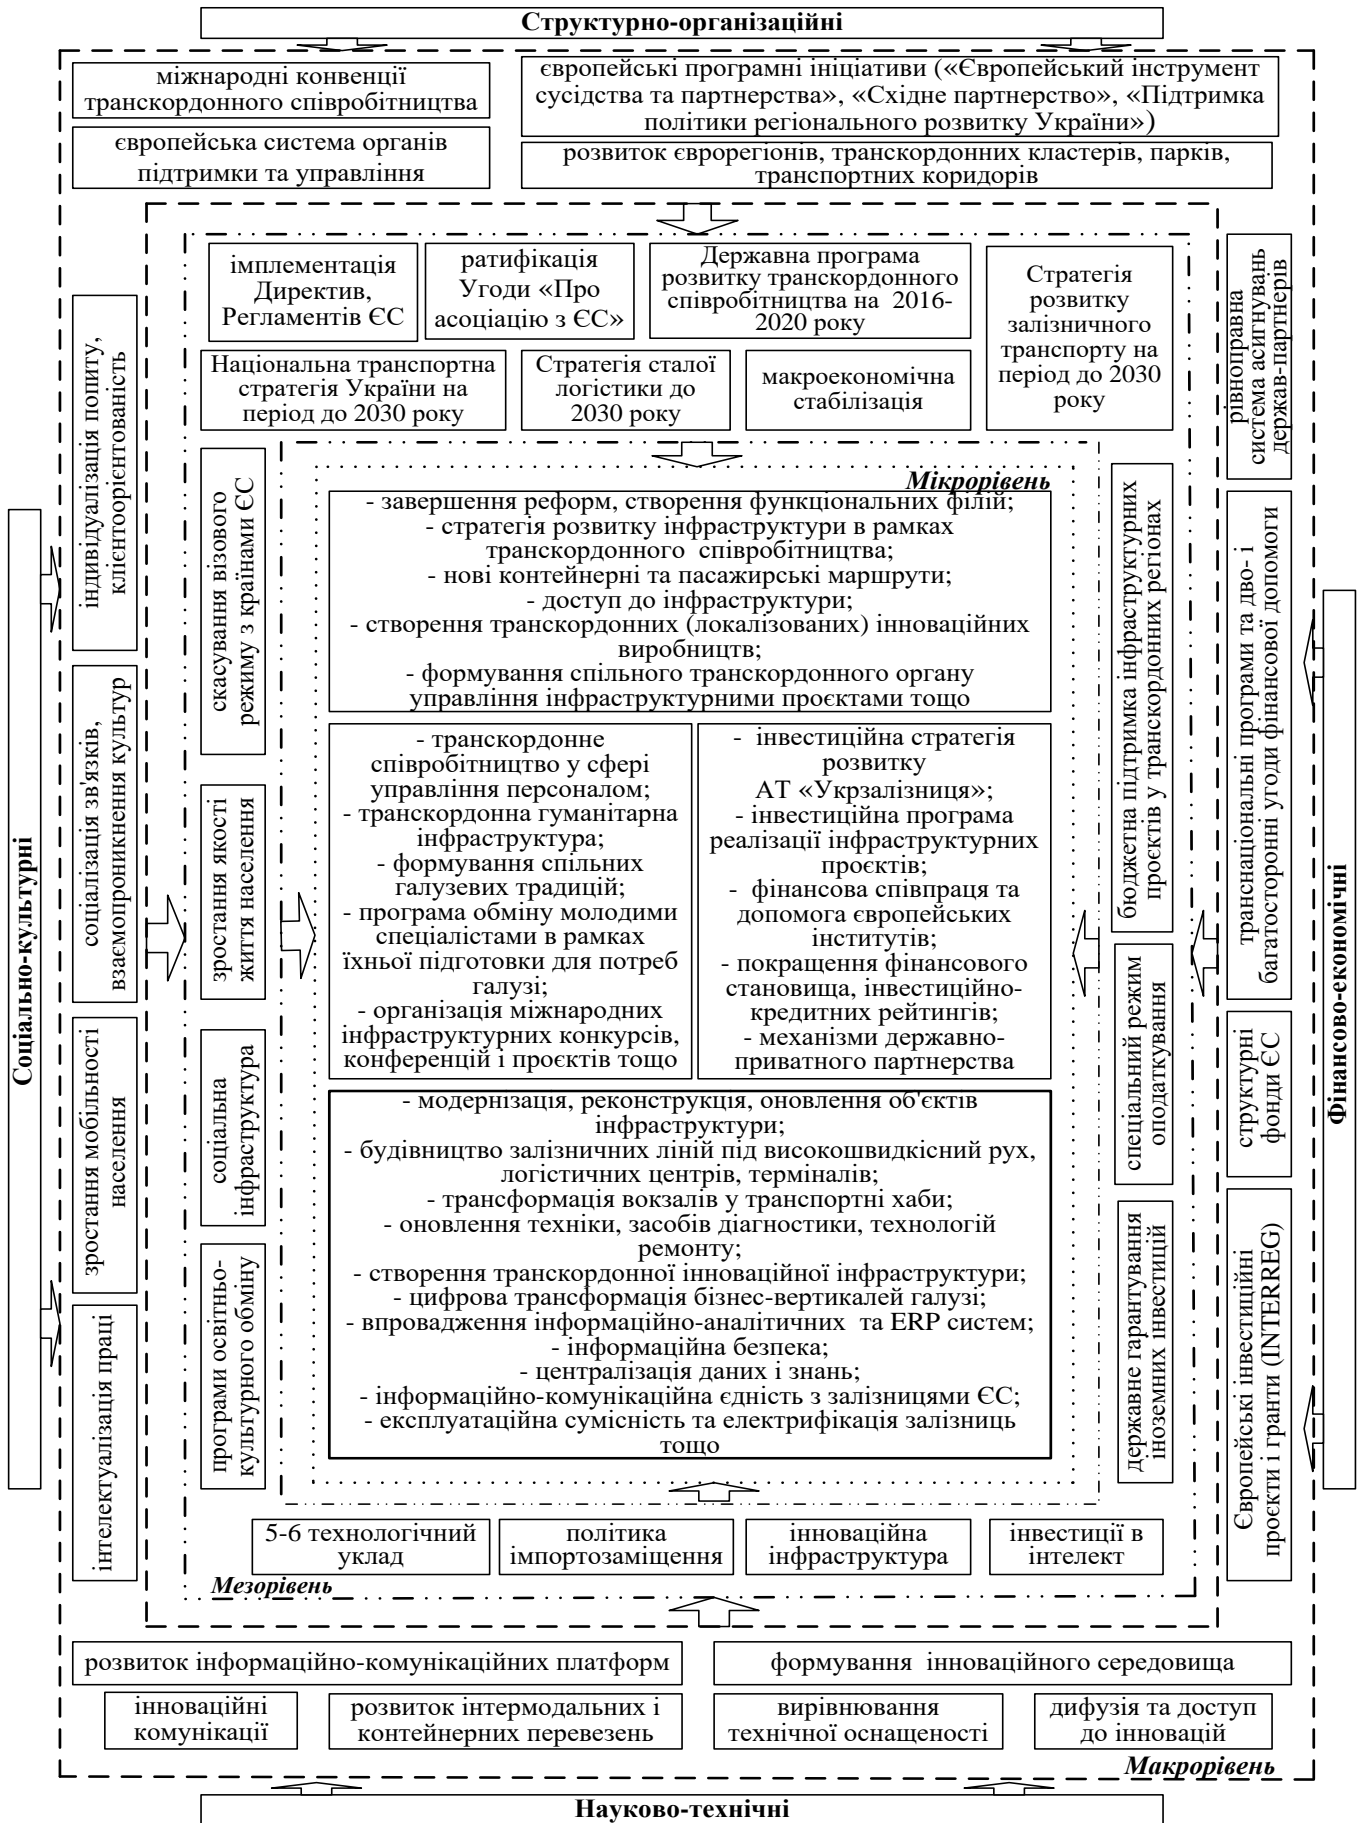 Структурно-організаційні
міжнародні конвенції
транскордонного співробітництва
європейські програмні ініціативи («Європейський інструмент
сусідства та партнерства», «Східне партнерство», «Підтримка
політики регіонального розвитку України»)
європейська система органів
підтримки та управління
розвиток єврорегіонів, транскордонних кластерів, парків,
транспортних коридорів
імплементація
Директив,
Регламентів ЄС
ратифікація
Угоди «Про
асоціацію з ЄС»
Державна програма
розвитку транскордонного
співробітництва на 2016-
2020 року
Стратегія
розвитку
залізничного
транспорту на
період до 2030
року
Національна транспортна
стратегія України на
період до 2030 року
Стратегія сталої
логістики до
2030 року
макроекономічна
стабілізація
Соціально-культурні
індивідуалізація попиту,
клієнтоорієнтованість
соціалізація зв'язків,
взаємопроникнення культур
зростання мобільності
населення
інтелектуалізація праці
скасування візового
режиму з країнами ЄС
зростання якості
життя населення
соціальна
інфраструктура
програми освітньо-
культурного обміну
Мікрорівень
- завершення реформ, створення функціональних філій;
- стратегія розвитку інфраструктури в рамках
транскордонного співробітництва;
- нові контейнерні та пасажирські маршрути;
- доступ до інфраструктури;
- створення транскордонних (локалізованих) інноваційних
виробництв;
- формування спільного транскордонного органу
управління інфраструктурними проєктами тощо
- транскордонне
співробітництво у сфері
управління персоналом;
- транскордонна гуманітарна
інфраструктура;
- формування спільних
галузевих традицій;
- програма обміну молодими
спеціалістами в рамках
їхньої підготовки для потреб
галузі;
- організація міжнародних
інфраструктурних конкурсів,
конференцій і проєктів тощо
- інвестиційна стратегія
розвитку
АТ «Укрзалізниця»;
- інвестиційна програма
реалізації інфраструктурних
проєктів;
- фінансова співпраця та
допомога європейських
інститутів;
- покращення фінансового
становища, інвестиційно-
кредитних рейтингів;
- механізми державно-
приватного партнерства
- модернізація, реконструкція, оновлення об'єктів
інфраструктури;
- будівництво залізничних ліній під високошвидкісний рух,
логістичних центрів, терміналів;
- трансформація вокзалів у транспортні хаби;
- оновлення техніки, засобів діагностики, технологій
ремонту;
- створення транскордонної інноваційної інфраструктури;
- цифрова трансформація бізнес-вертикалей галузі;
- впровадження інформаційно-аналітичних та ERP систем;
- інформаційна безпека;
- централізація даних і знань;
- інформаційно-комунікаційна єдність з залізницями ЄС;
- експлуатаційна сумісність та електрифікація залізниць
тощо
бюджетна підтримка інфраструктурних
проєктів у транскордонних регіонах
спеціальний режим
оподаткування
державне гарантування
іноземних інвестицій
рівноправна
система асигнувань
держав-партнерів
транснаціональні програми та дво- і
багатосторонні угоди фінансової допомоги
структурні
фонди ЄС
Європейські інвестиційні
проєкти і гранти (INTERREG)
Фінансово-економічні
5-6 технологічний
уклад
політика
імпортозаміщення
інноваційна
інфраструктура
інвестиції в
інтелект
Мезорівень
розвиток інформаційно-комунікаційних платформ
формування інноваційного середовища
інноваційні
комунікації
розвиток інтермодальних і
контейнерних перевезень
вирівнювання
технічної оснащеності
дифузія та доступ
до інновацій
Макрорівень
Науково-технічні